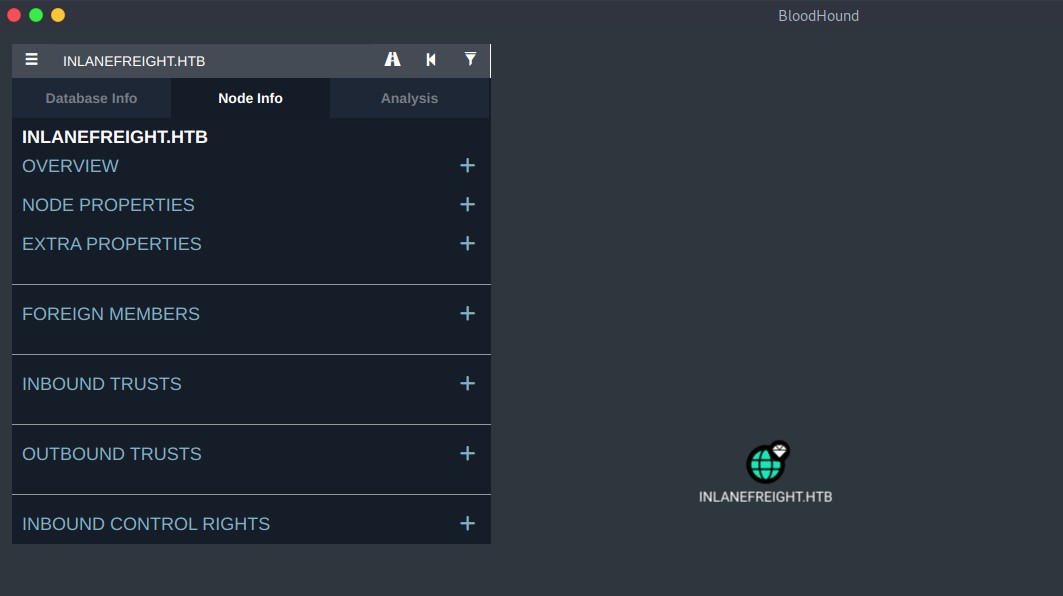 BloodHound
INLANEFREIGHT.HTB
Database Info
Node Info
Analysis
INLANEFREIGHT.HTB
OVERVIEW
NODE PROPERTIES
EXTRA PROPERTIES
FOREIGN MEMBERS
INBOUND TRUSTS
OUTBOUND TRUSTS
INBOUND CONTROL RIGHTS
INLANEFREIGHT.HTB